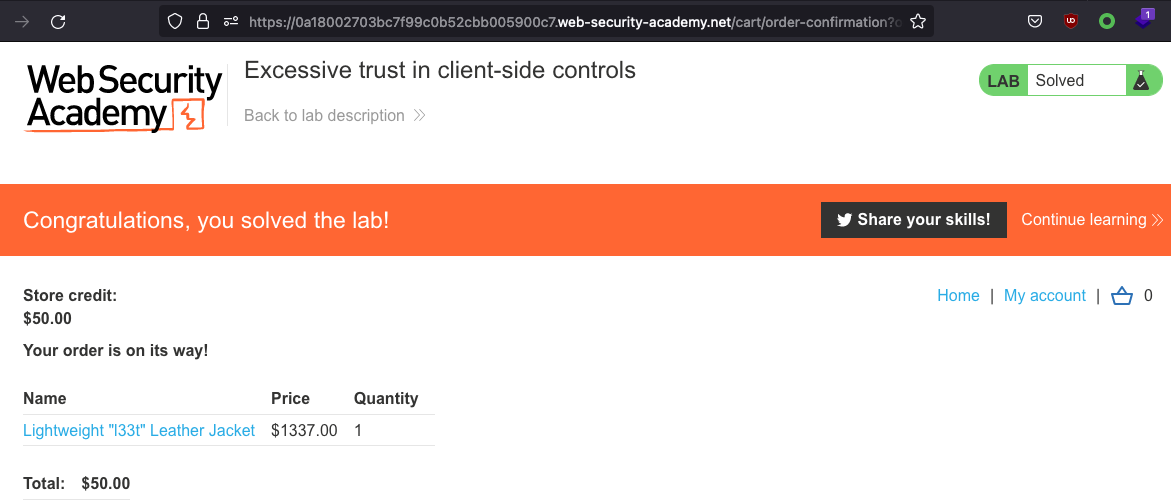 https://0a18002703bc7f99c0b52cbb005900c7.web-security-academy.net/cart/order-confirmation?o
1
Web Security
Academy
Excessive trust in client-side controls
Back to lab description
LAB Solved
Congratulations, you solved the lab!
Share your skills!
Continue learning
Store credit:
$50.00
Home | My account | 0
Your order is on its way!
Name Price Quantity
Lightweight "l33t" Leather Jacket $1337.00 1
Total: $50.00